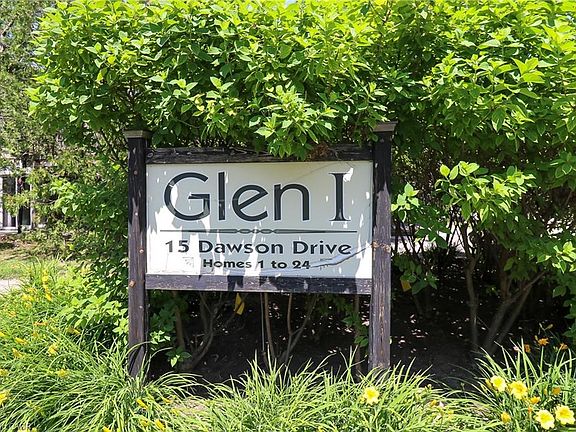 Glen I
15 Dawson Drive
Homes 1 to 24